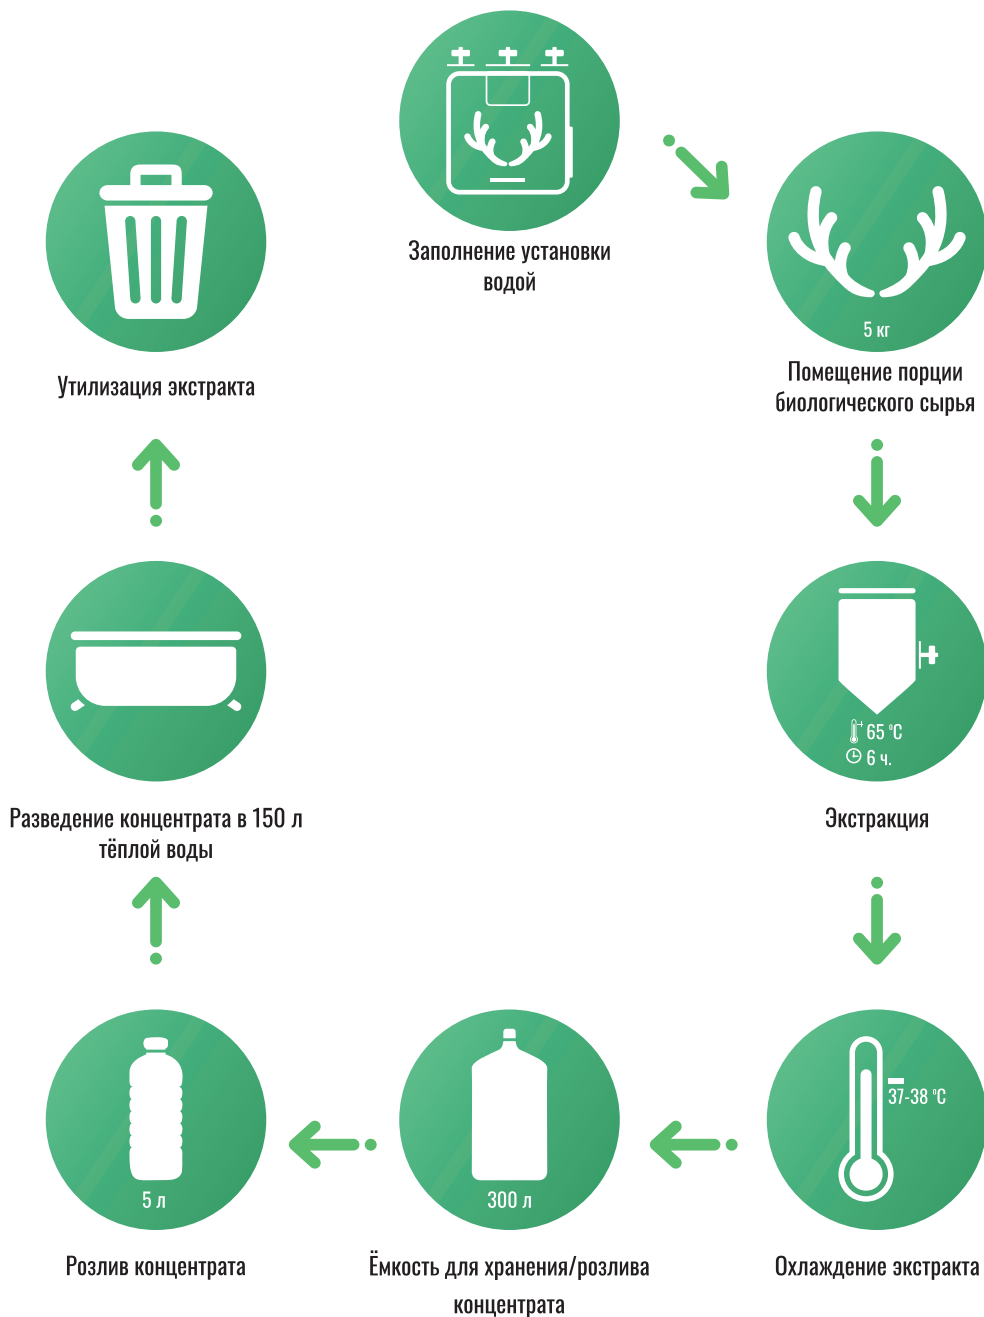 Заполнение установки
водой
5 кг
Помещение порции
биологического сырья
65 °C
6 ч.
Экстракция
37-38 °C
Охлаждение экстракта
300 л
Ёмкость для хранения/розлива
концентрата
5 л
Розлив концентрата
Разведение концентрата в 150 л
тёплой воды
Утилизация экстракта